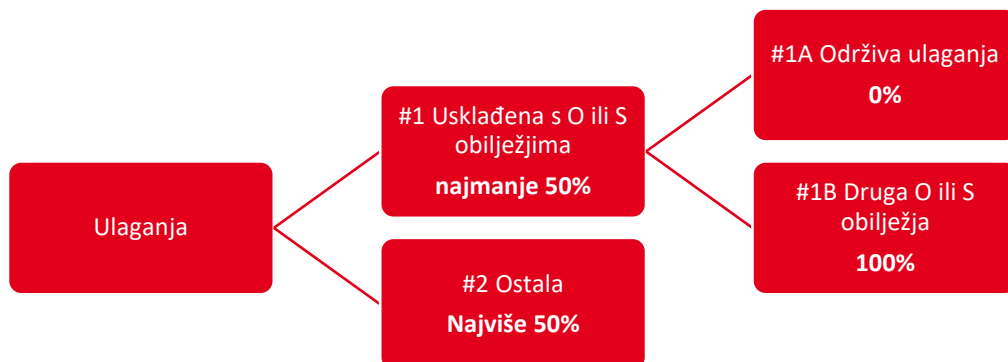 Ulaganja
#1 Usklađena s O ili S
obilježjima
najmanje 50%
#2 Ostala
Najviše 50%
#1A Održiva ulaganja
0%
#1B Druga O ili S
obilježja
100%